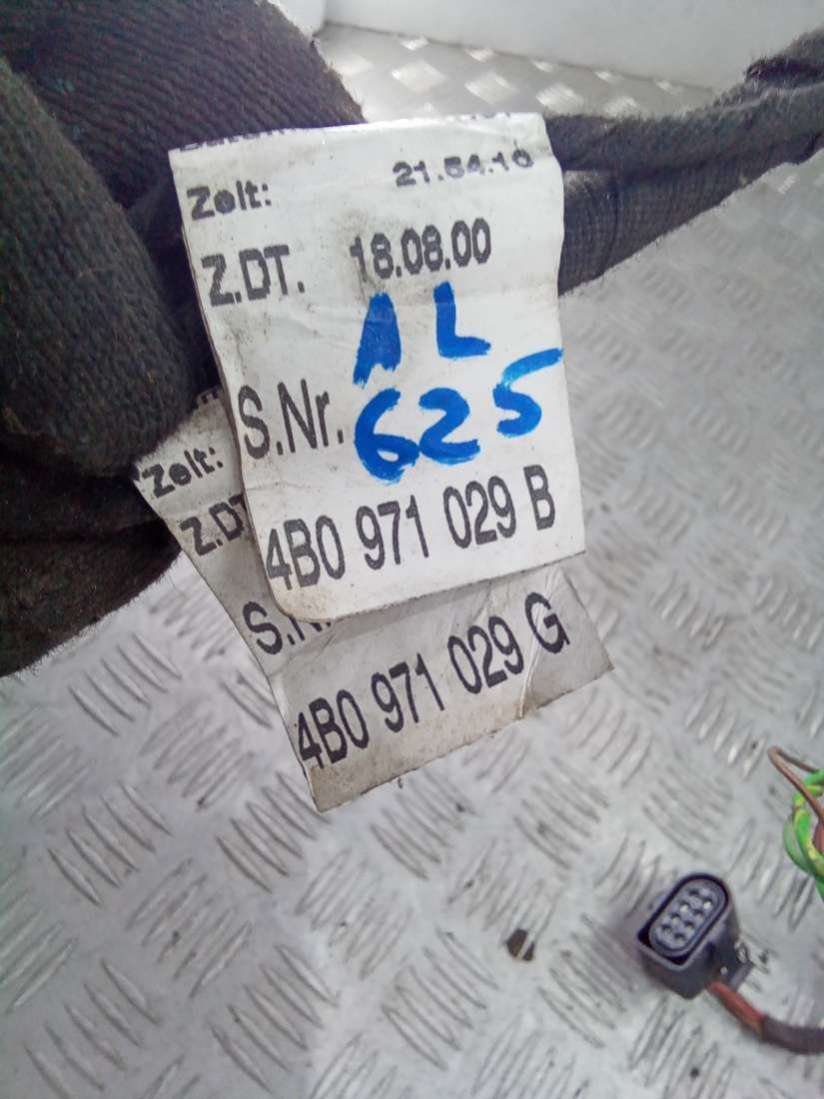 Zeit: 21.54.10
Z.DT. 18.08.00
AL
S.Nr. 625
4B0 971 029 B
Zeit:
Z.DT
S.N
4B0 971 029 G